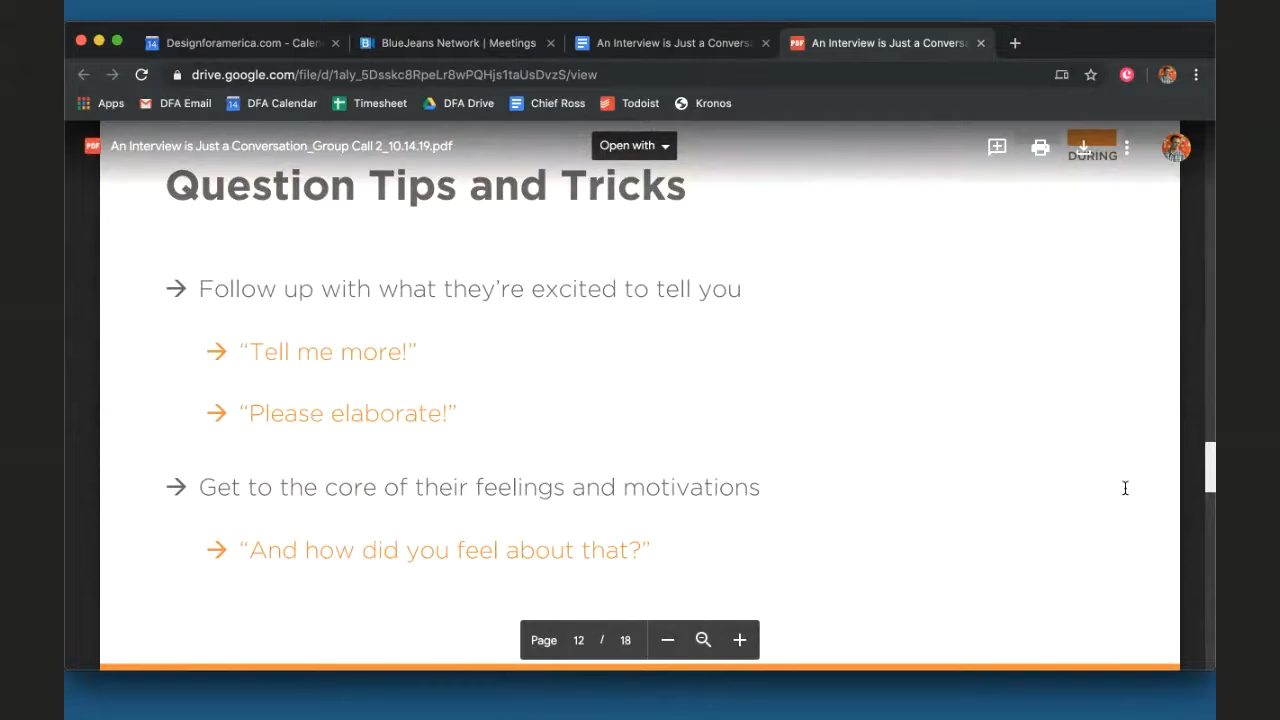 Designforamerica.com - Calen
BlueJeans Network | Meetings
An Interview is Just a Convers
An Interview is Just a Convers
drive.google.com/file/d/1aly_5Dsskc8RpeLr8wPQHjs1taUsDvzS/view
Apps DFA Email DFA Calendar Timesheet DFA Drive Chief Ross Todoist Kronos
An Interview is Just a Conversation_Group Call 2_10.14.19.pdf
Open with
DURING
Question Tips and Tricks
→ Follow up with what they’re excited to tell you
→ “Tell me more!”
→ “Please elaborate!”
→ Get to the core of their feelings and motivations
→ “And how did you feel about that?”
Page 12 / 18